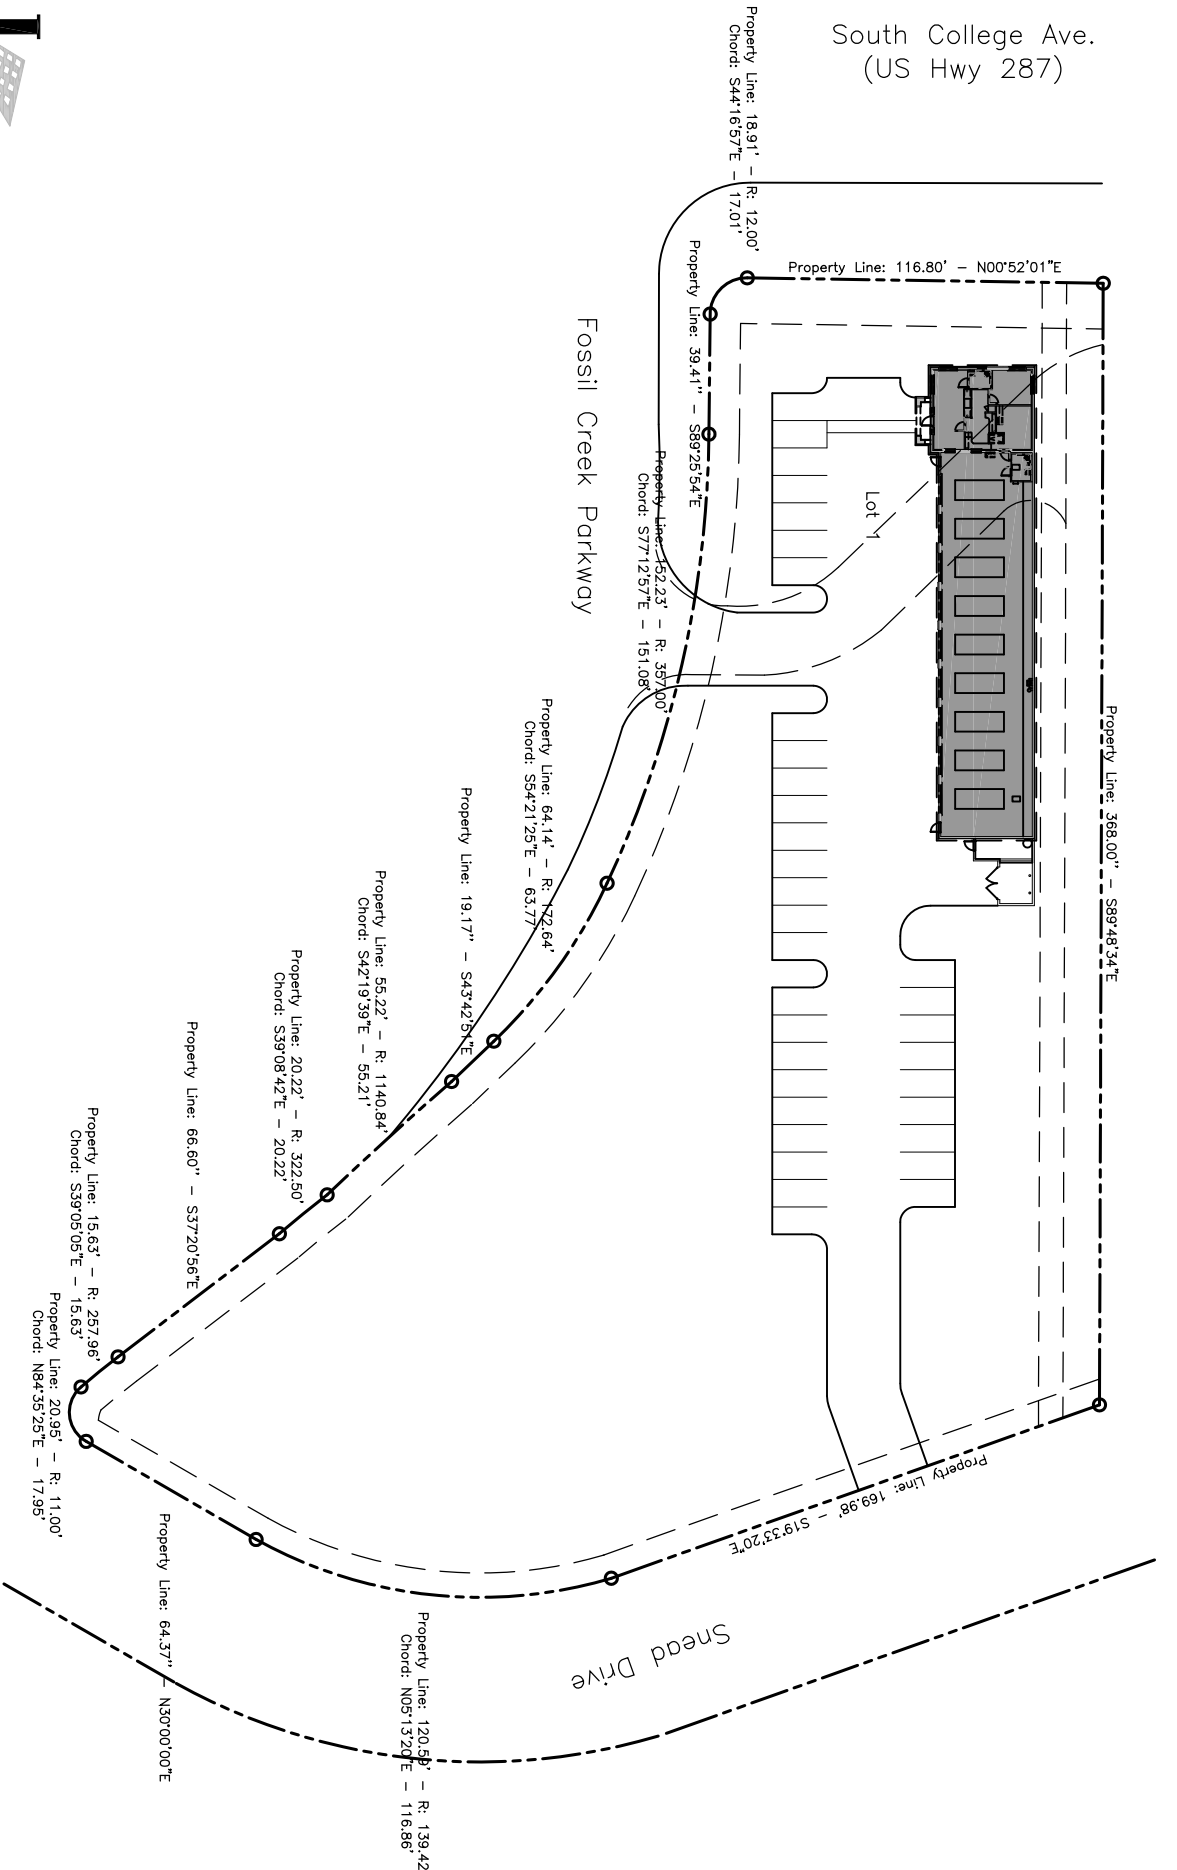 South College Ave.
(US Hwy 287)
Property Line: 18.91' - R: 12.00'
Chord: S44°16'57"E - 17.01'
Property Line: 116.80' - N00°52'01"E
Property Line: 39.41'' - S89°25'54"E
Fossil Creek Parkway
Lot 1
Property Line: 152.23' - R: 357.00'
Chord: S77°12'57"E - 151.08'
Property Line: 368.00'' - S89°48'34"E
Property Line: 64.14' - R: 172.64'
Chord: S54°21'25"E - 63.77'
Property Line: 19.17'' - S43°42'51"E
Property Line: 55.22' - R: 1140.84'
Chord: S42°19'39"E - 55.21'
Property Line: 20.22' - R: 322.50'
Chord: S39°08'42"E - 20.22'
Property Line: 66.60'' - S37°20'56"E
Property Line: 15.63' - R: 257.96'
Chord: S39°05'05"E - 15.63'
Property Line: 20.95' - R: 11.00'
Chord: N84°35'25"E - 17.95'
Property Line: 169.98' - S19°33'20"E
Property Line: 64.37'' - N30°00'00"E
Snead Drive
Property Line: 120.59' - R: 139.42
Chord: N05°13'20"E - 116.86'